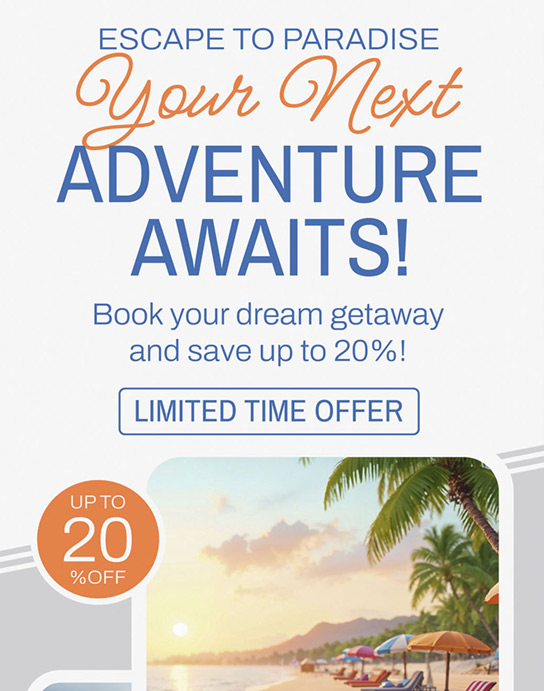 ESCAPE TO PARADISE
Your Next
ADVENTURE
AWAITS!
Book your dream getaway
and save up to 20%!
LIMITED TIME OFFER
UP TO
20
%OFF